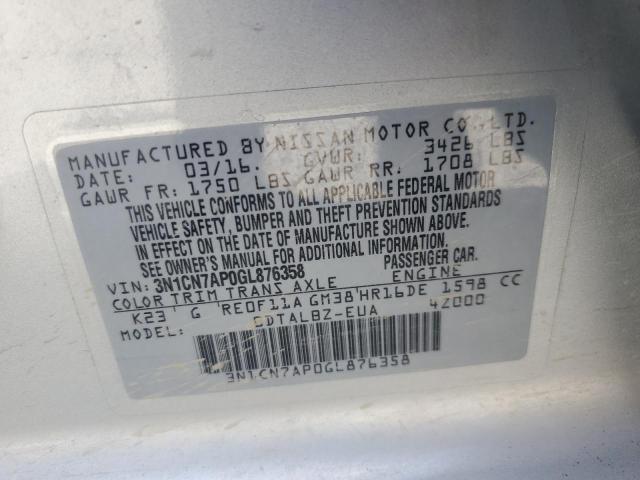 MANUFACTURED BY NISSAN MOTOR CO., LTD.
DATE: 03/16. GVWR: 3426 LBS
GAWR FR: 1750 LBS GAWR RR: 1708 LBS
THIS VEHICLE CONFORMS TO ALL APPLICABLE FEDERAL MOTOR
VEHICLE SAFETY, BUMPER AND THEFT PREVENTION STANDARDS
IN EFFECT ON THE DATE OF MANUFACTURE SHOWN ABOVE.
SEE OWNER'S MANUAL FOR ADDITIONAL INFORMATION.
VIN: 3N1CN7AP0GL876358 PASSENGER CAR.
COLOR TRIM TRANS AXLE ENGINE
K23 G RE0F11A GM38 HR16DE 1598 CC
CDTALBZ-EUA 42000
3N1CN7AP0GL876358